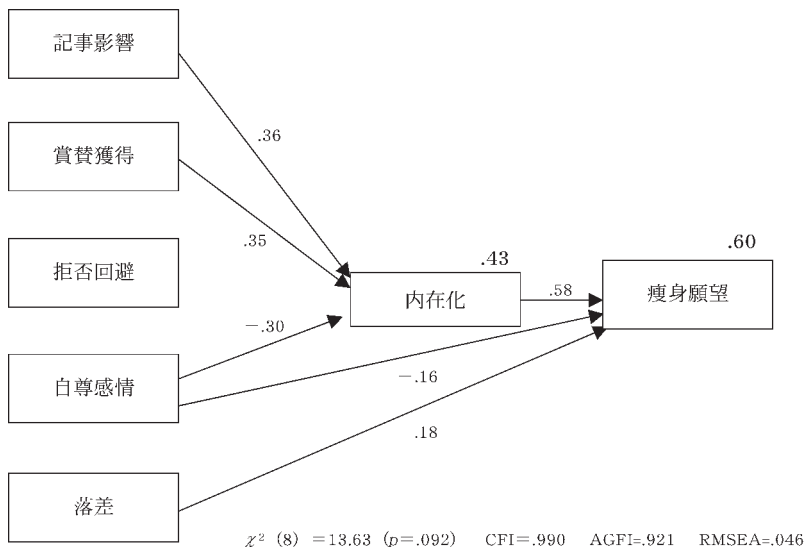 記事影響
.36
賞賛獲得
.35
拒否回避
.43
.60
内在化
.58
痩身願望
−.30
自尊感情
−.16
.18
落差
χ² (8) =13.63 (p=.092) CFI=.990 AGFI=.921 RMSEA=.046